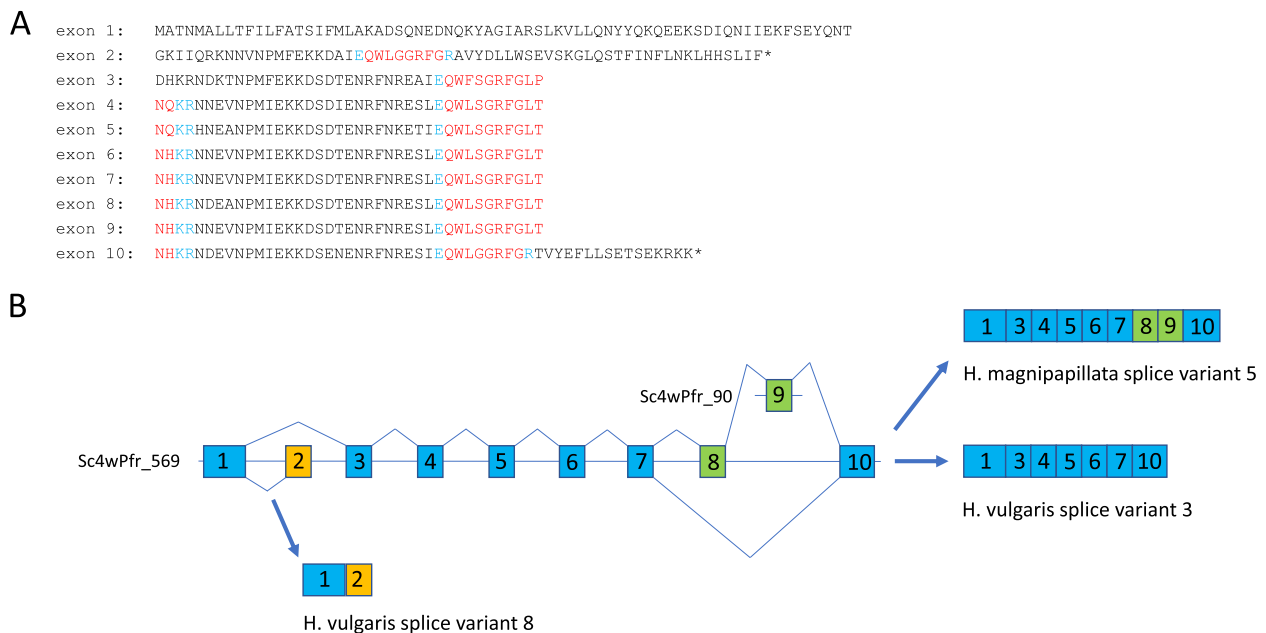 A
exon 1: MATNMALLTFILFATSIFMLAKADSQNEDNQKYAGIARSLKVLLQNYYQKQEEKSDIQNIIEKFSEYQNT
exon 2: GKIIQRKNNVNPMFEKKDAIEQWLGGRFGRAVYDLLWSEVSKGLQSTFINFLNKLHHSLIF*
exon 3: DHKRNDKTNPMFEKKDSDTENRFNREAIEQWFSGRFGLP
exon 4: NQKRNNEVNPMIEKKDSDTENRFNRESLEQWLSGRFGLT
exon 5: NQKRHNEANPMIEKKDSDTENRFNKETIEQWLSGRFGLT
exon 6: NHKRNNEVNPMIEKKDSDTENRFNRESLEQWLSGRFGLT
exon 7: NHKRNNEVNPMIEKKDSDTENRFNRESLEQWLSGRFGLT
exon 8: NHKRNDEANPMIEKKDSDTENRFNRESLEQWLSGRFGLT
exon 9: NHKRNNEVNPMIEKKDSDTENRFNRESLEQWLSGRFGLT
exon 10: NHKRNDEVNPMIEKKDSENENRFNRESIEQWLGGRFGRTVYEFLLSETSEKRKK*
B
1 3 4 5 6 7 8 9 10
H. magnipapillata splice variant 5
Sc4wPfr_90 9
Sc4wPfr_569 1 2 3 4 5 6 7 8 10
1 3 4 5 6 7 10
H. vulgaris splice variant 3
1 2
H. vulgaris splice variant 8